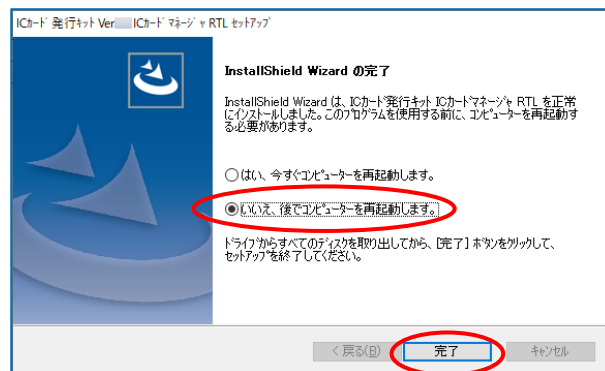 ICカード 発行キット Ver ICカード マネージャ RTL セットアップ
InstallShield Wizard の完了
InstallShield Wizard は、ICカード発行キット ICカードマネージャ RTL を正常
にインストールしました。このプログラムを使用する前に、コンピューターを再起動す
る必要があります。
はい、今すぐコンピューターを再起動します。
いいえ、後でコンピューターを再起動します。
ドライブからすべてのディスクを取り出してから、[完了] ボタンをクリックして、
セットアップを終了してください。
< 戻る(B)
完了
キャンセル